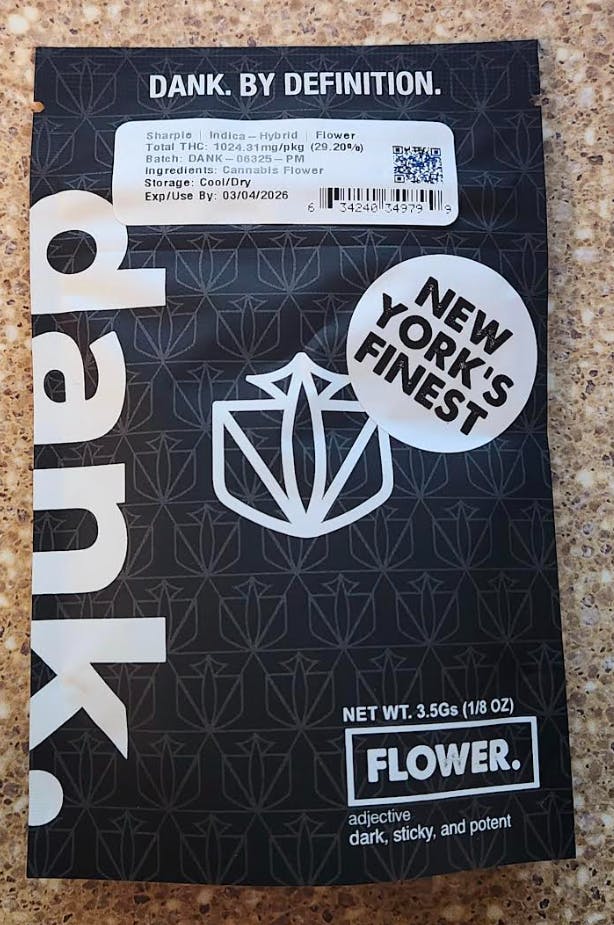 DANK. BY DEFINITION.
Sharpie | Indica – Hybrid | Flower
Total THC: 1024.31mg/pkg (29.20%)
Batch: DANK – 06325 – PM
Ingredients: Cannabis Flower
Storage: Cool/Dry
Exp/Use By: 03/04/2026
6 34240 34979 9
dank.
NEW
YORK'S
FINEST
NET WT. 3.5Gs (1/8 OZ)
FLOWER.
adjective
dark, sticky, and potent